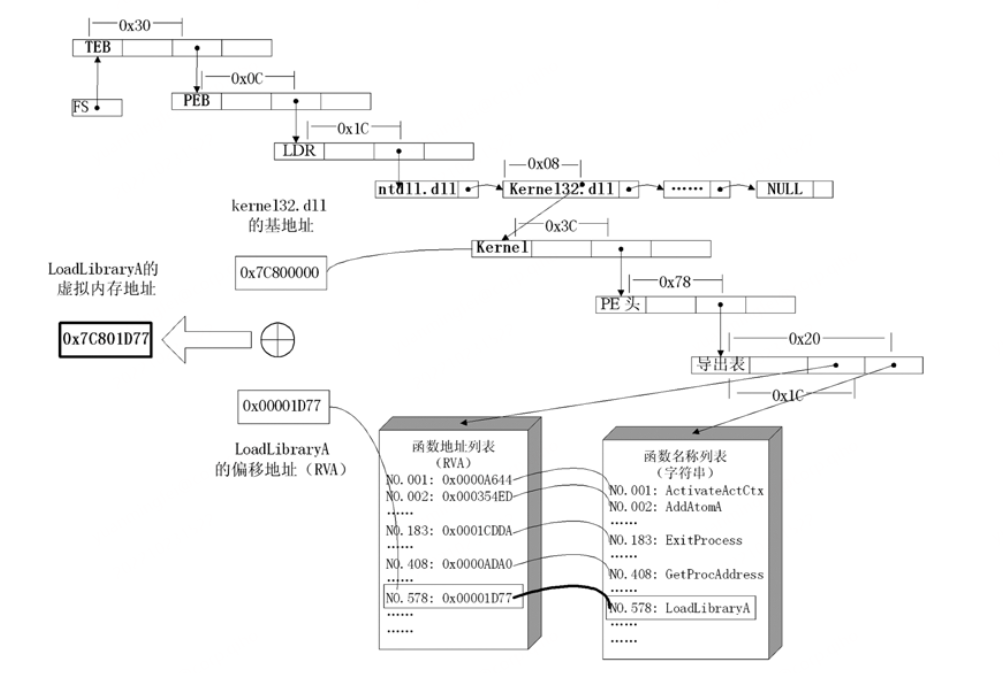 0x30
TEB
0x0C
FS
PEB
0x1C
LDR
0x08
ntdll.dll
Kernel32.dll
······
NULL
kernel32.dll
的基地址
0x3C
Kernel
0x7C800000
LoadLibraryA的
虚拟内存地址
0x78
PE 头
0x7C801D77
0x20
导出表
0x1C
0x00001D77
LoadLibraryA
的偏移地址（RVA）
函数地址列表
（RVA）
NO.001: 0x0000A644
NO.002: 0x000354ED
······
NO.183: 0x0001CDDA
······
NO.408: 0x0000ADA0
······
NO.578: 0x00001D77
······
······
函数名称列表
（字符串）
NO.001: ActivateActCtx
NO.002: AddAtomA
······
NO.183: ExitProcess
······
NO.408: GetProcAddress
······
NO.578: LoadLibraryA
······
······